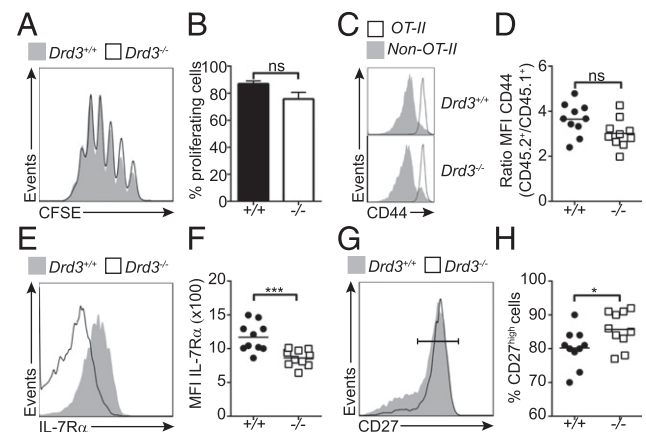 A
Drd3+/+ Drd3-/-
Events
CFSE
B
ns
% proliferating cells
100
80
60
40
20
0
+/+ -/-
C
OT-II
Non-OT-II
Drd3+/+
Drd3-/-
Events
CD44
D
ns
Ratio MFI CD44
(CD45.2+/CD45.1+)
6
4
2
0
+/+ -/-
E
Drd3+/+ Drd3-/-
Events
IL-7Rα
F
***
MFI IL-7Rα (x100)
20
15
10
5
0
+/+ -/-
G
Drd3+/+ Drd3-/-
Events
CD27
H
*
% CD27high cells
100
90
80
70
60
+/+ -/-